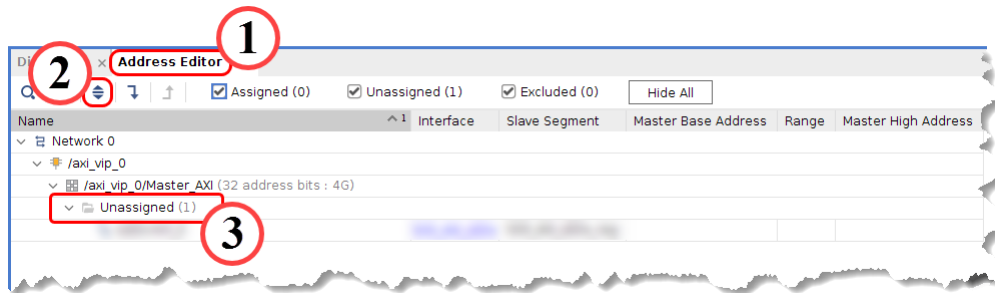 1
Di
× Address Editor
2
Assigned (0) Unassigned (1) Excluded (0) Hide All
Name ^ 1 Interface Slave Segment Master Base Address Range Master High Address
Network 0
/axi_vip_0
/axi_vip_0/Master_AXI (32 address bits : 4G)
Unassigned (1)
3